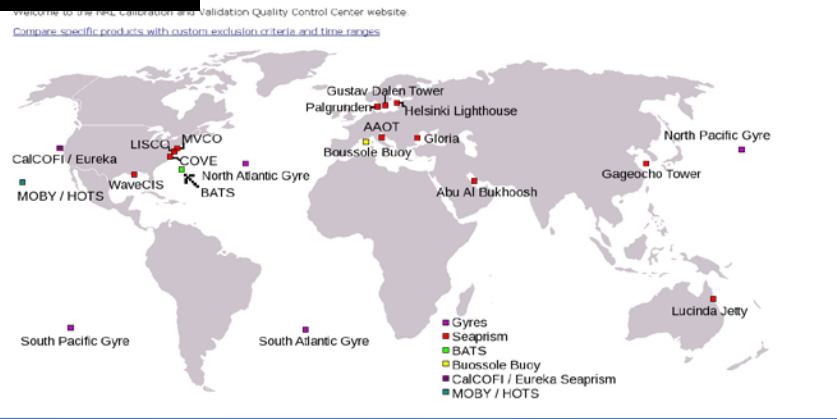 Welcome to the NRL Calibration and Validation Quality Control Center website.
Compare specific products with custom exclusion criteria and time ranges
Gustav Dalen Tower
Palgrunden
Helsinki Lighthouse
AAOT
Gloria
Boussole Buoy
LISCO
MVCO
CalCOFI / Eureka
COVE
North Atlantic Gyre
WaveCIS
BATS
MOBY / HOTS
Abu Al Bukhoosh
North Pacific Gyre
Gageocho Tower
Lucinda Jetty
South Pacific Gyre
South Atlantic Gyre
Gyres
Seaprism
BATS
Buossole Buoy
CalCOFI / Eureka Seaprism
MOBY / HOTS